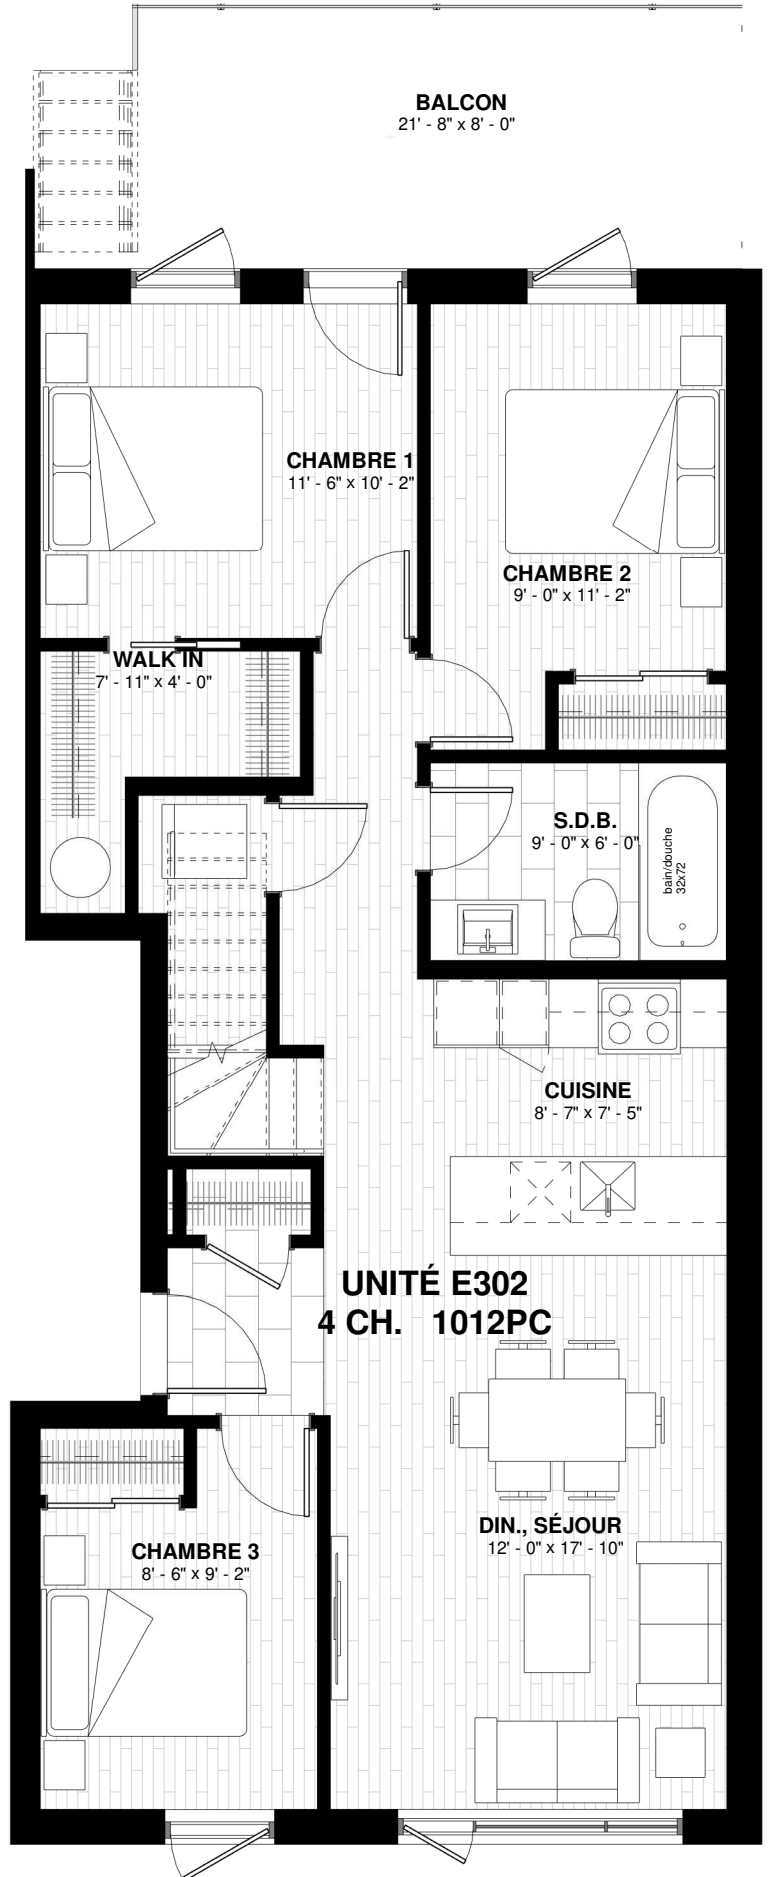 BALCON
21' - 8" x 8' - 0"
CHAMBRE 1
11' - 6" x 10' - 2"
CHAMBRE 2
9' - 0" x 11' - 2"
WALK IN
7' - 11" x 4' - 0"
S.D.B.
9' - 0" x 6' - 0"
bain/douche
32x72
CUISINE
8' - 7" x 7' - 5"
UNITÉ E302
4 CH. 1012PC
DIN., SÉJOUR
12' - 0" x 17' - 10"
CHAMBRE 3
8' - 6" x 9' - 2"